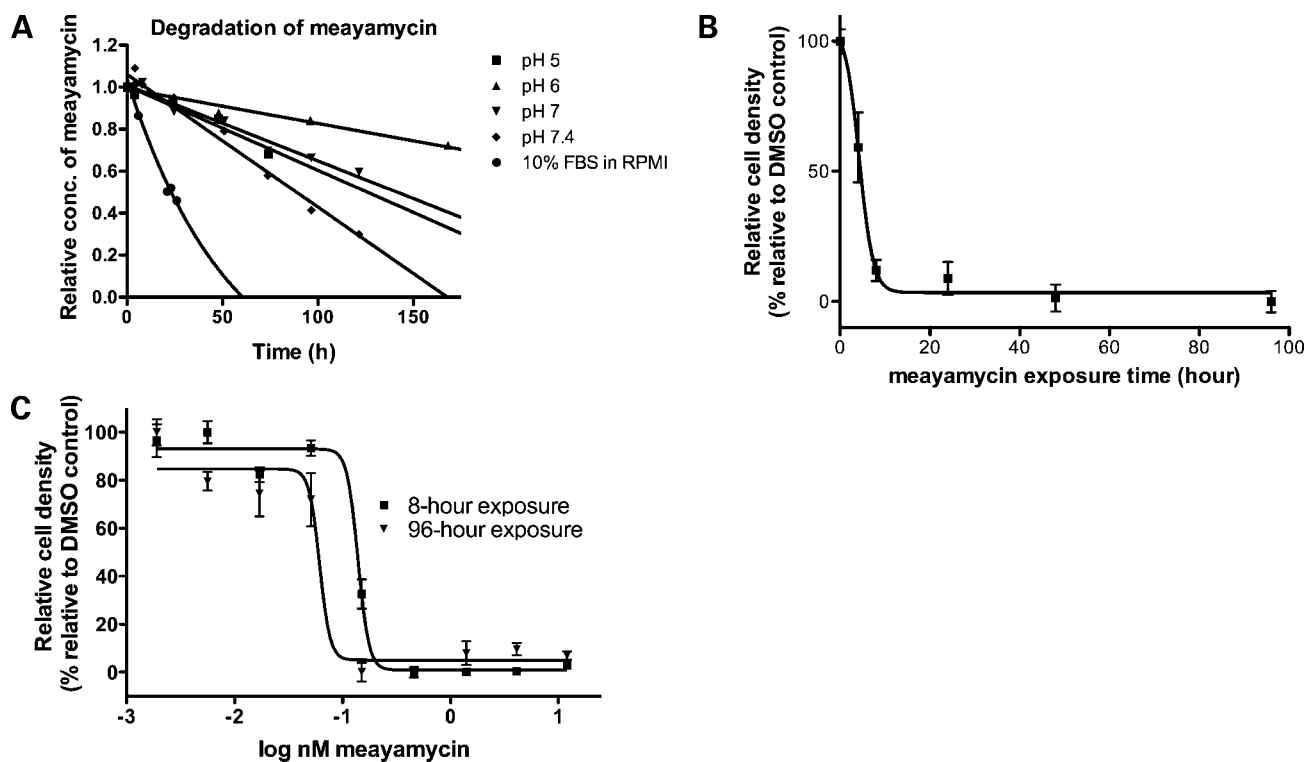 A
Degradation of meayamycin
Relative conc. of meayamycin
1.2
1.0
0.8
0.6
0.4
0.2
0.0
0 50 100 150
Time (h)
pH 5
pH 6
pH 7
pH 7.4
10% FBS in RPMI
B
Relative cell density
(% relative to DMSO control)
100
50
0
0 20 40 60 80 100
meayamycin exposure time (hour)
C
Relative cell density
(% relative to DMSO control)
100
80
60
40
20
0
-3 -2 -1 0 1
log nM meayamycin
8-hour exposure
96-hour exposure